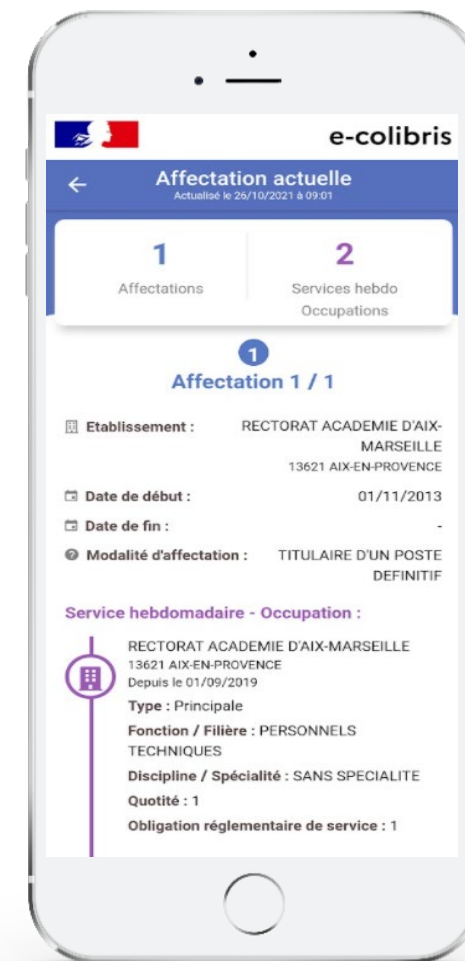 e-colibris
Affectation actuelle
Actualisé le 26/10/2021 à 09:01
1
Affectations
2
Services hebdo
Occupations
1
Affectation 1 / 1
Etablissement : RECTORAT ACADEMIE D'AIX-
MARSEILLE
13621 AIX-EN-PROVENCE
Date de début : 01/11/2013
Date de fin : -
Modalité d'affectation : TITULAIRE D'UN POSTE
DEFINITIF
Service hebdomadaire - Occupation :
RECTORAT ACADEMIE D'AIX-MARSEILLE
13621 AIX-EN-PROVENCE
Depuis le 01/09/2019
Type : Principale
Fonction / Filière : PERSONNELS
TECHNIQUES
Discipline / Spécialité : SANS SPECIALITE
Quotité : 1
Obligation réglementaire de service : 1